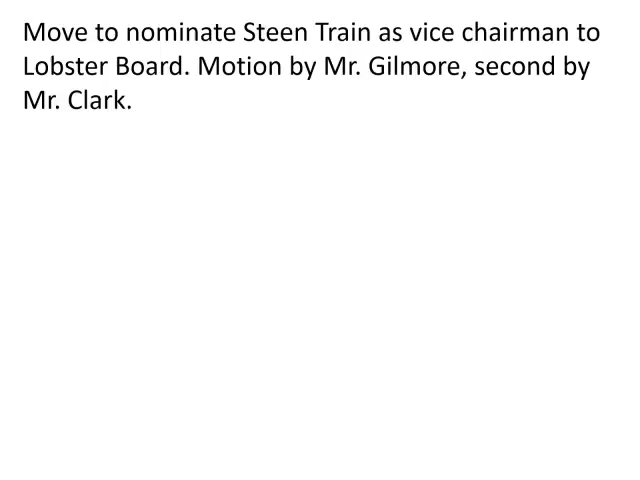 Move to nominate Steen Train as vice chairman to
Lobster Board. Motion by Mr. Gilmore, second by
Mr. Clark.